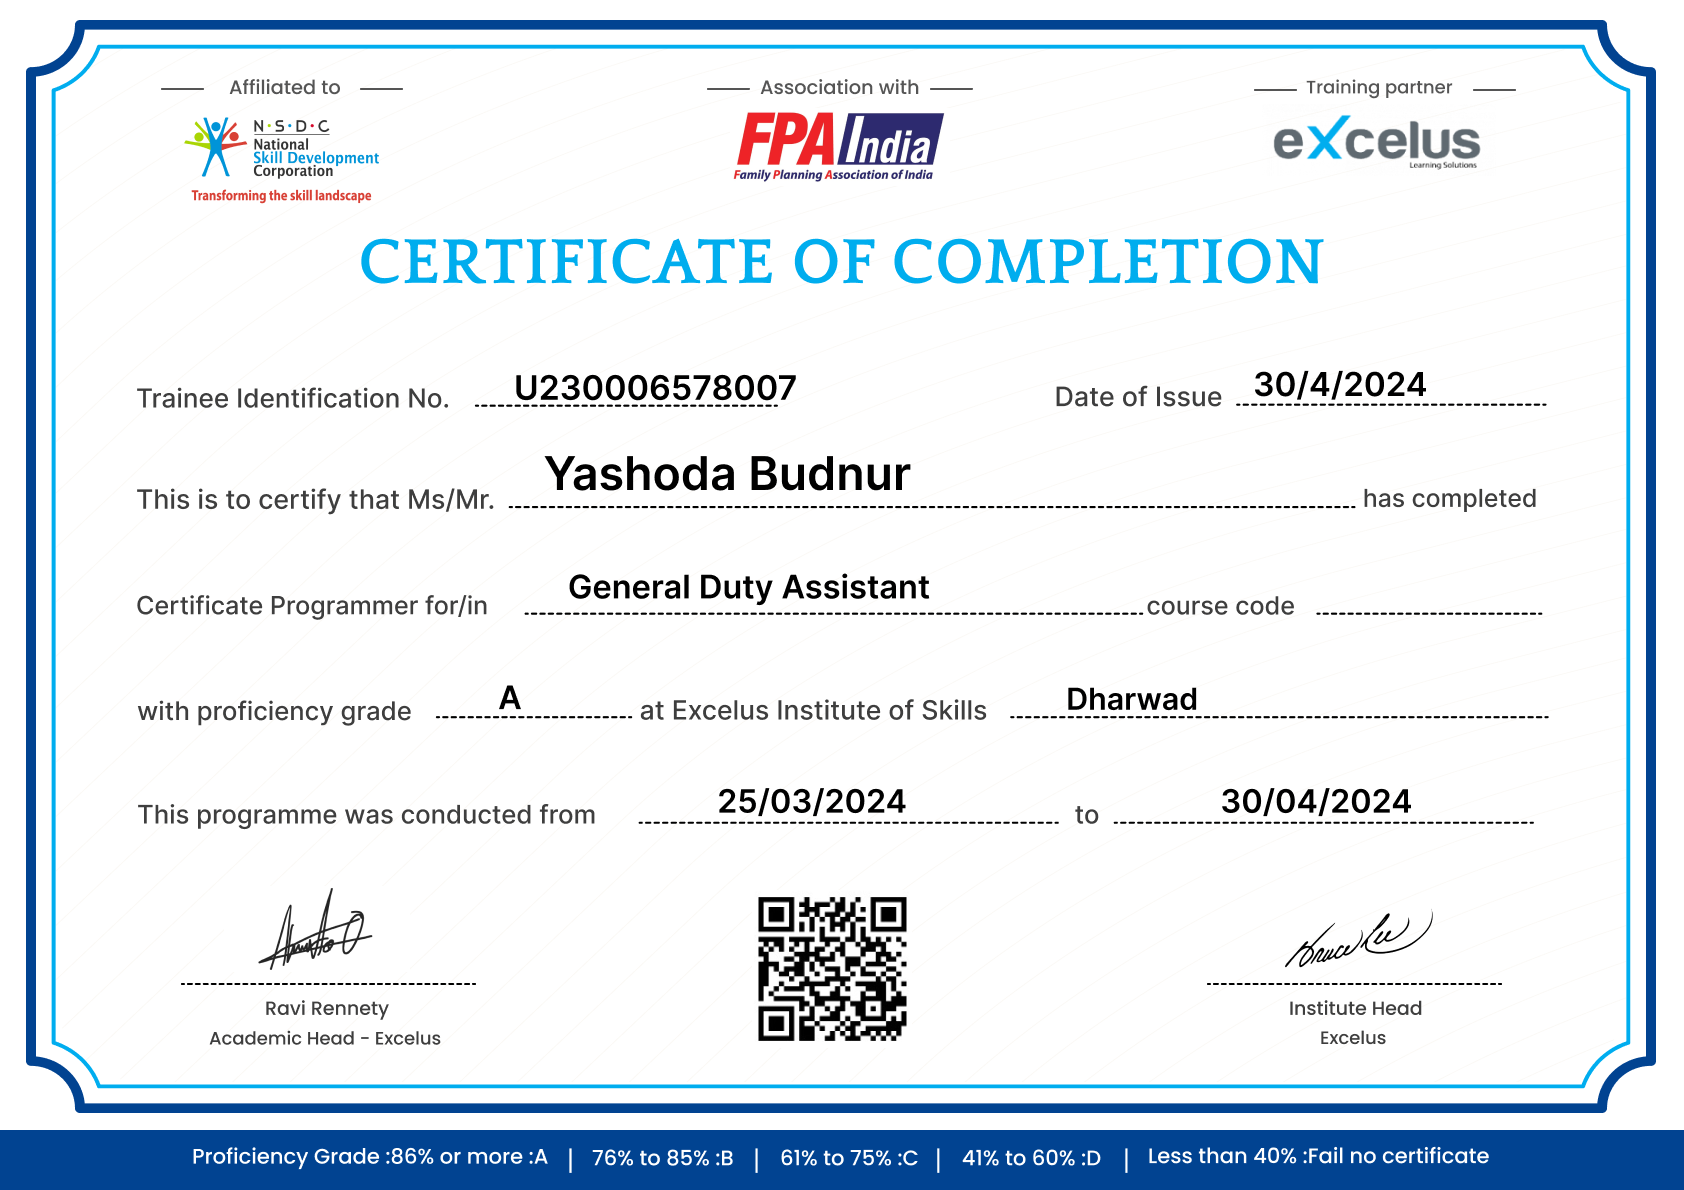 Affiliated to
Association with
Training partner
N·S·D·C
National
Skill Development
Corporation
Transforming the skill landscape
FPA India
Family Planning Association of India
eXcelus
Learning Solutions
CERTIFICATE OF COMPLETION
Trainee Identification No. U230006578007 Date of Issue 30/4/2024
This is to certify that Ms/Mr. Yashoda Budnur has completed
Certificate Programmer for/in General Duty Assistant course code
with proficiency grade A at Excelus Institute of Skills Dharwad
This programme was conducted from 25/03/2024 to 30/04/2024
Bruce Lee
Ravi Rennety
Academic Head - Excelus
Institute Head
Excelus
Proficiency Grade :86% or more :A | 76% to 85% :B | 61% to 75% :C | 41% to 60% :D | Less than 40% :Fail no certificate